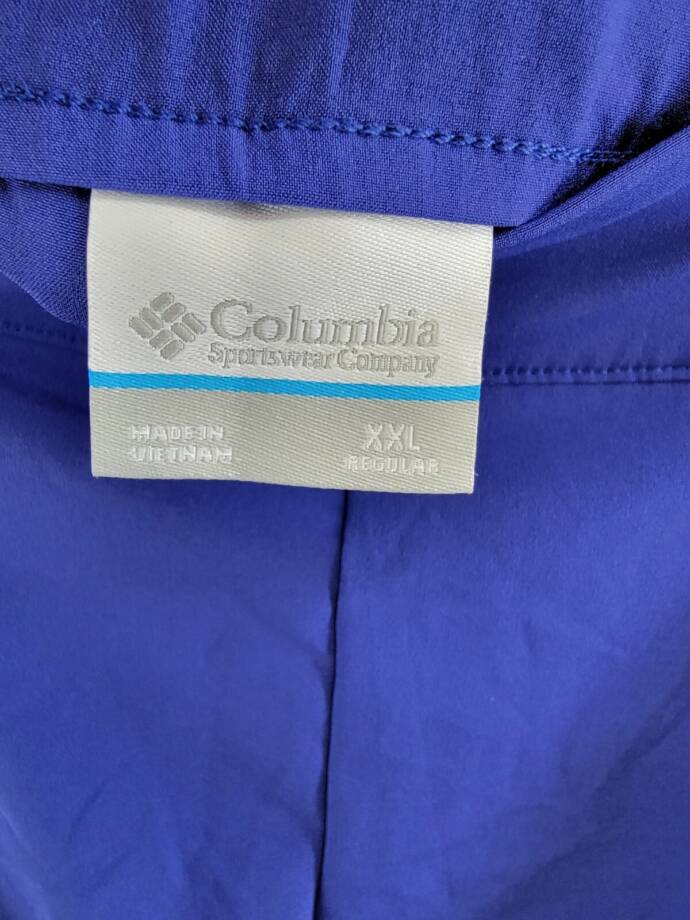 Columbia
Sportswear Company
MADE IN
VIETNAM
XXL
REGULAR